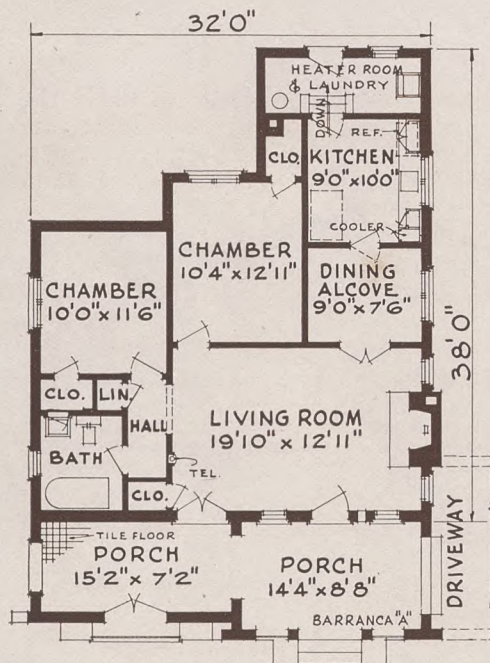 32'0"
HEATER ROOM
& LAUNDRY
DOWN
REF.
CLO.
KITCHEN
9'0"x10'0"
COOLER
CHAMBER
10'4"x12'11"
DINING
ALCOVE
9'0"x7'6"
CHAMBER
10'0"x11'6"
38'0"
CLO.
LIN.
HALL
LIVING ROOM
19'10" x 12'11"
BATH
TEL.
CLO.
TILE FLOOR
PORCH
15'2"x 7'2"
PORCH
14'4"x8'8"
DRIVEWAY
BARRANCA "A"